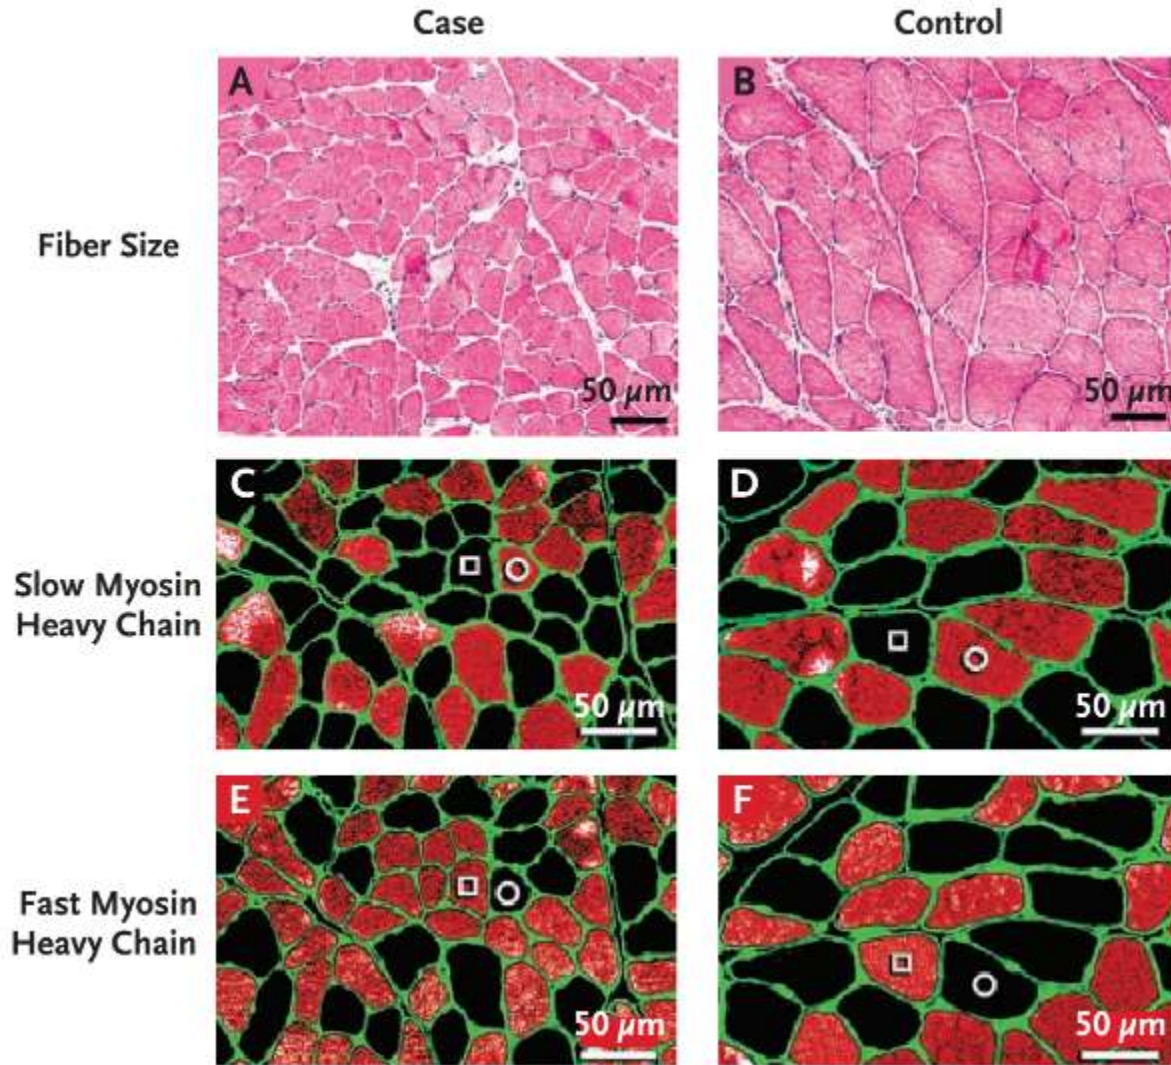 Case
Control
A
B
Fiber Size
50 µm
50 µm
C
D
Slow Myosin
Heavy Chain
50 µm
50 µm
E
F
Fast Myosin
Heavy Chain
50 µm
50 µm